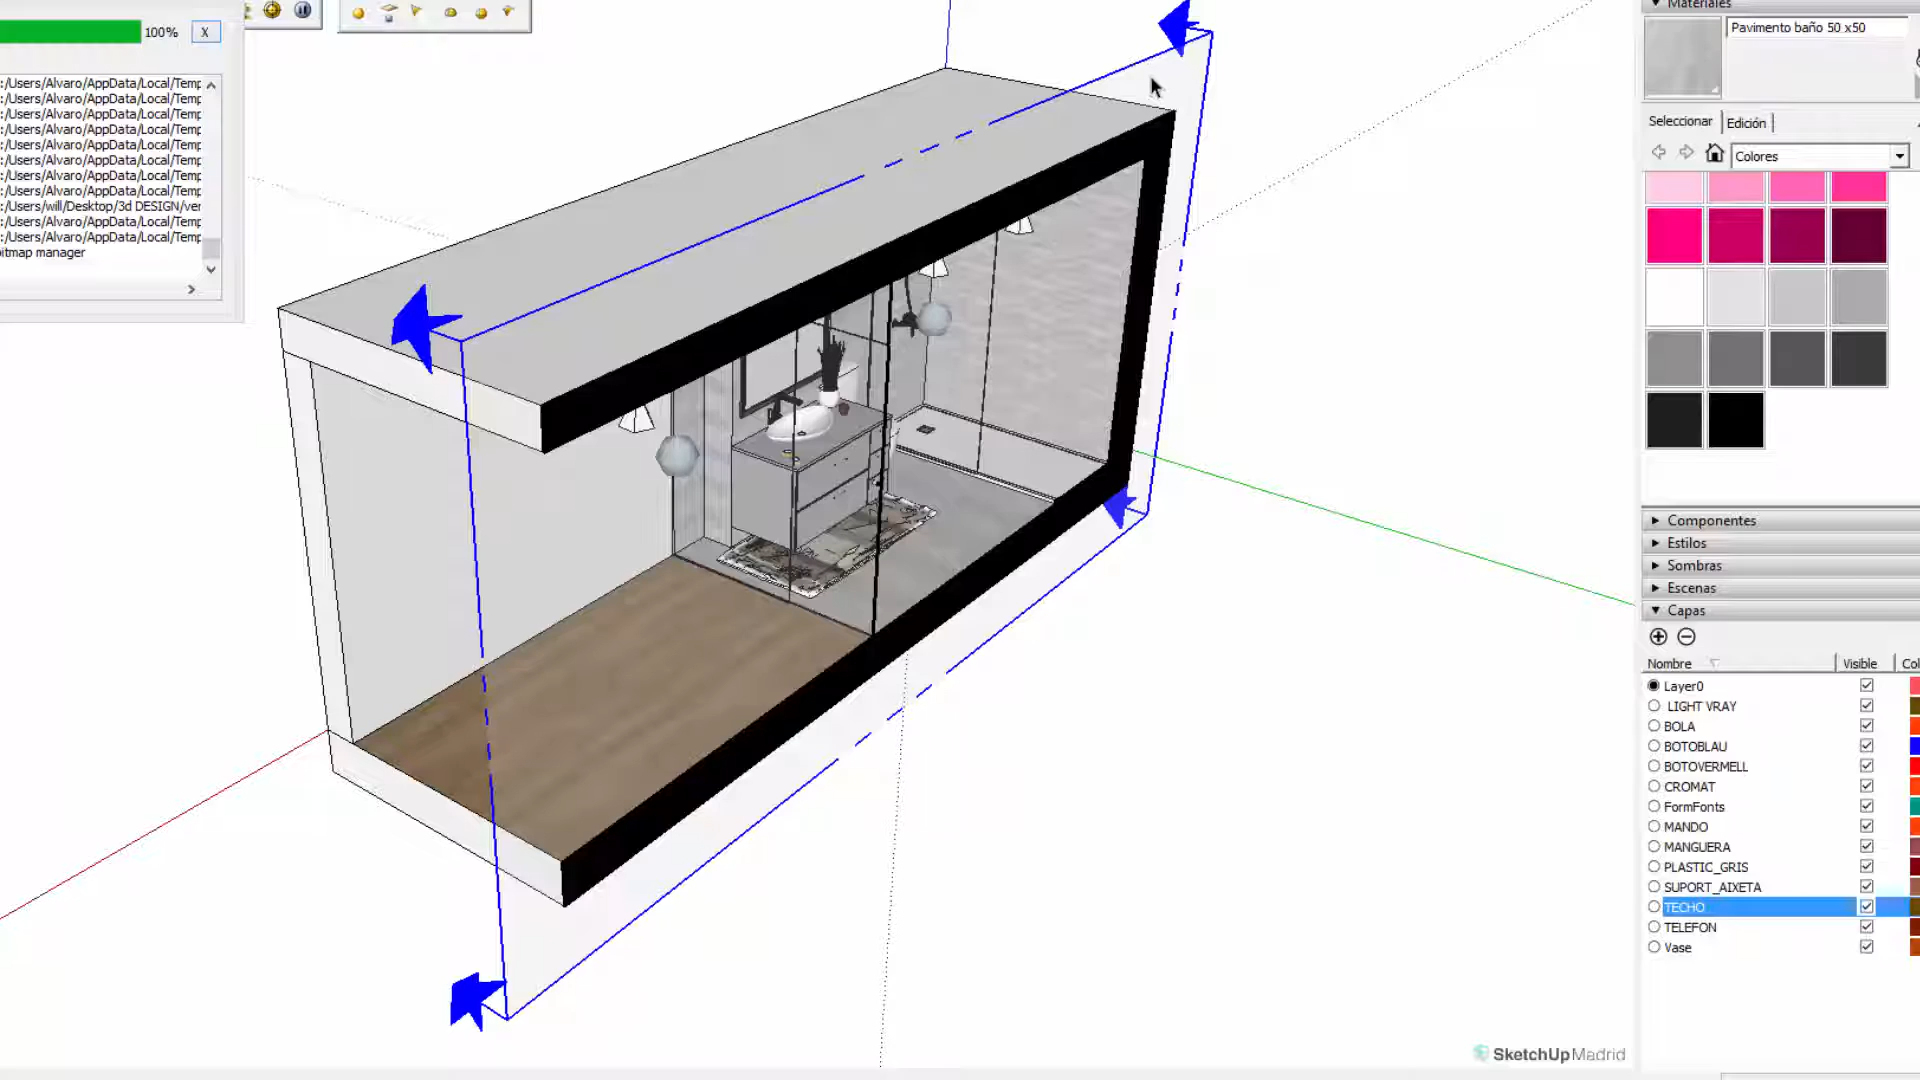 100%
X
:/Users/Alvaro/AppData/Local/Temp
:/Users/Alvaro/AppData/Local/Temp
:/Users/Alvaro/AppData/Local/Temp
:/Users/Alvaro/AppData/Local/Temp
:/Users/Alvaro/AppData/Local/Temp
:/Users/Alvaro/AppData/Local/Temp
:/Users/Alvaro/AppData/Local/Temp
:/Users/Alvaro/AppData/Local/Temp
:/Users/will/Desktop/3d DESIGN/ver
:/Users/Alvaro/AppData/Local/Temp
:/Users/Alvaro/AppData/Local/Temp
bitmap manager
Materiales
Pavimento baño 50 x50
Seleccionar
Edición
Colores
Componentes
Estilos
Sombras
Escenas
Capas
Nombre Visible Col
Layer0
LIGHT VRAY
BOLA
BOTOBLAU
BOTOVERMELL
CROMAT
FormFonts
MANDO
MANGUERA
PLASTIC_GRIS
SUPORT_AIXETA
TECHO
TELEFON
Vase
SketchUpMadrid